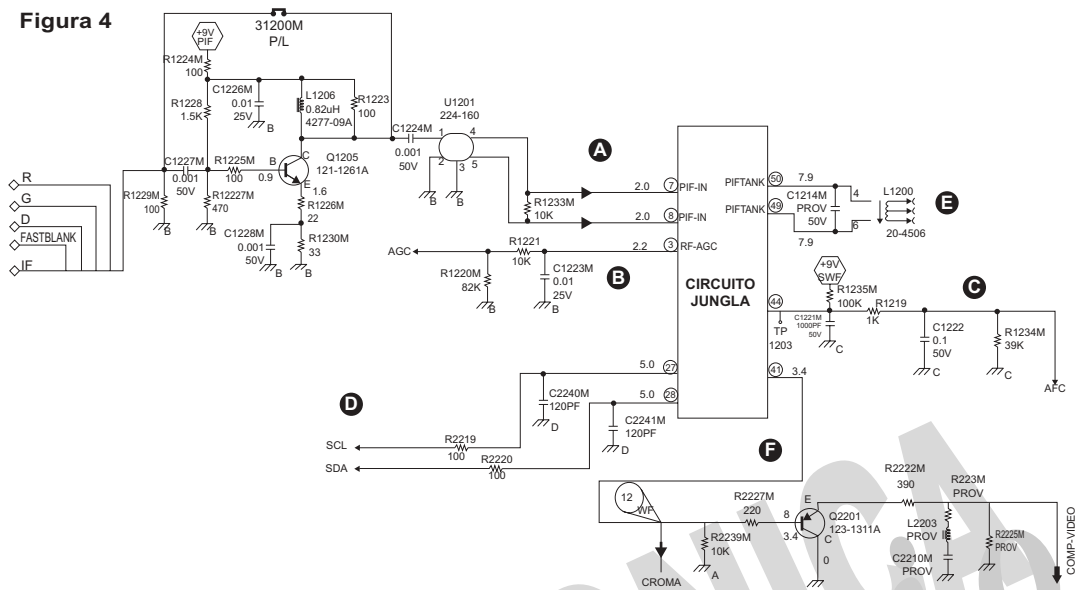 Figura 4
31200M
P/L
+9V
PIF
R1224M
100
C1226M
0.01
25V
B
L1206
0.82uH
4277-09A
R1223
100
R1228
1.5K
U1201
224-160
C1224M
0.001
50V
1
4
2
3
5
B
B
C1227M
0.001
50V
R1225M
100
B
0.9
C
E
Q1205
121-1261A
1.6
R1226M
22
R1229M
100
B
R12227M
470
B
C1228M
0.001
50V
B
R1230M
33
B
R
G
D
FASTBLANK
IF
A
2.0
7
PIF-IN
R1233M
10K
2.0
8
PIF-IN
AGC
R1221
10K
2.2
3
RF-AGC
R1220M
82K
B
C1223M
0.01
25V
B
B
CIRCUITO
JUNGLA
50
7.9
PIFTANK
C1214M
PROV
50V
PIFTANK
49
7.9
4
6
L1200
20-4506
E
+9V
SWF
R1235M
100K
R1219
1K
C
44
TP
1203
C1221M
1000PF
50V
C
C1222
0.1
50V
C
R1234M
39K
C
AFC
41
3.4
5.0
27
5.0
28
C2240M
120PF
D
C2241M
120PF
D
D
SCL
R2219
100
SDA
R2220
100
F
12
WF
R2227M
220
8
3.4
E
C
0
Q2201
123-1311A
R2239M
10K
A
CROMA
R2222M
390
R223M
PROV
L2203
PROV
C2210M
PROV
R2225M
PROV
COMP-VIDEO